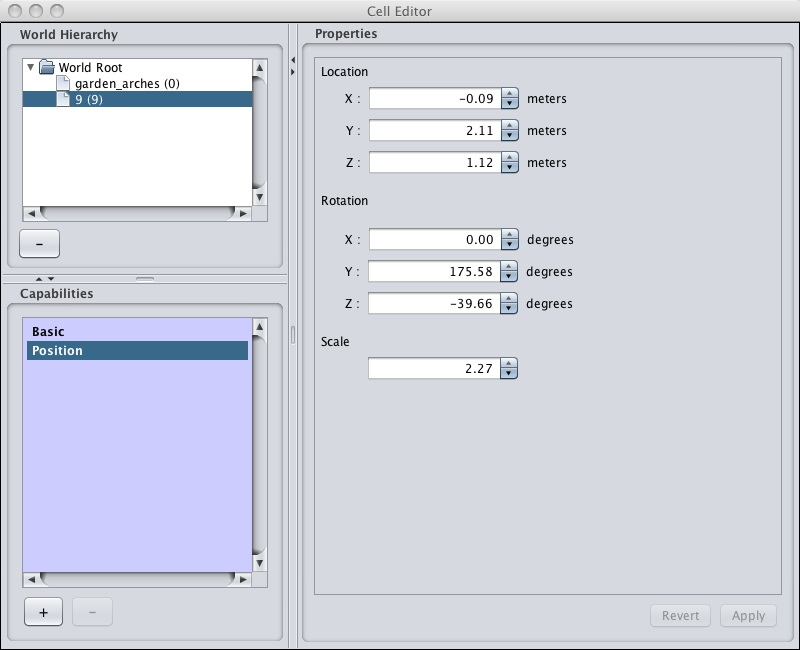 Cell Editor
World Hierarchy
World Root
garden_arches (0)
9 (9)
-
Capabilities
Basic
Position
+ -
Properties
Location
X : -0.09 meters
Y : 2.11 meters
Z : 1.12 meters
Rotation
X : 0.00 degrees
Y : 175.58 degrees
Z : -39.66 degrees
Scale
2.27
Revert Apply